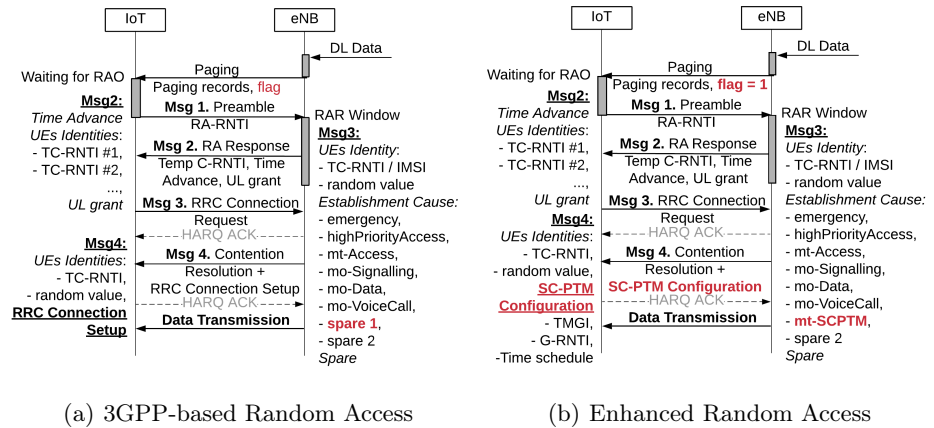 IoT
eNB
DL Data
Waiting for RAO
Paging
Paging records, flag
Msg2:
Time Advance
UEs Identities:
- TC-RNTI #1,
- TC-RNTI #2,
...,
UL grant
Msg 1. Preamble
RA-RNTI
Msg 2. RA Response
Temp C-RNTI, Time
Advance, UL grant
Msg 3. RRC Connection
Request
HARQ ACK
Msg4:
UEs Identities:
- TC-RNTI,
- random value,
RRC Connection
Setup
Msg 4. Contention
Resolution +
RRC Connection Setup
HARQ ACK
Data Transmission
RAR Window
Msg3:
UEs Identity:
- TC-RNTI / IMSI
- random value
Establishment Cause:
- emergency,
- highPriorityAccess,
- mt-Access,
- mo-Signalling,
- mo-Data,
- mo-VoiceCall,
- spare 1,
- spare 2
Spare
(a) 3GPP-based Random Access
IoT
eNB
DL Data
Waiting for RAO
Paging
Paging records, flag = 1
Msg2:
Time Advance
UEs Identities:
- TC-RNTI #1,
- TC-RNTI #2,
...,
UL grant
Msg 1. Preamble
RA-RNTI
Msg 2. RA Response
Temp C-RNTI, Time
Advance, UL grant
Msg 3. RRC Connection
Request
HARQ ACK
Msg4:
UEs Identities:
- TC-RNTI,
- random value,
SC-PTM
Configuration
- TMGI,
- G-RNTI,
-Time schedule
Msg 4. Contention
Resolution +
SC-PTM Configuration
HARQ ACK
Data Transmission
RAR Window
Msg3:
UEs Identity:
- TC-RNTI / IMSI
- random value
Establishment Cause:
- emergency,
- highPriorityAccess,
- mt-Access,
- mo-Signalling,
- mo-Data,
- mo-VoiceCall,
- mt-SCPTM,
- spare 2
Spare
(b) Enhanced Random Access